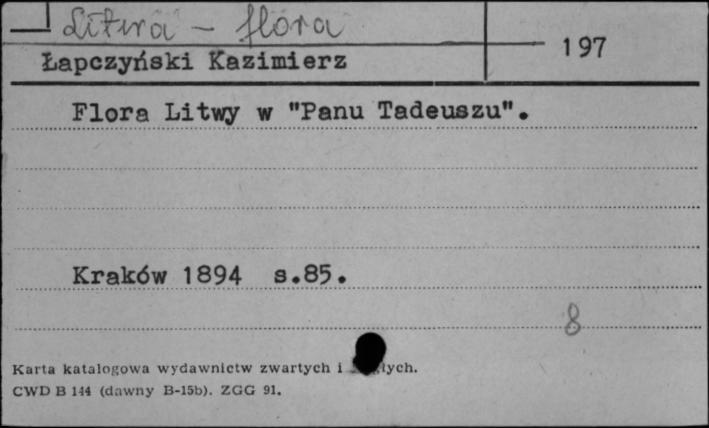 Litwa - flora
Łapczyński Kazimierz
197
Flora Litwy w "Panu Tadeuszu".
Kraków 1894 s.85.
8
Karta katalogowa wydawnictw zwartych i
CWD B 144 (dawny B-15b). ZGG 91.